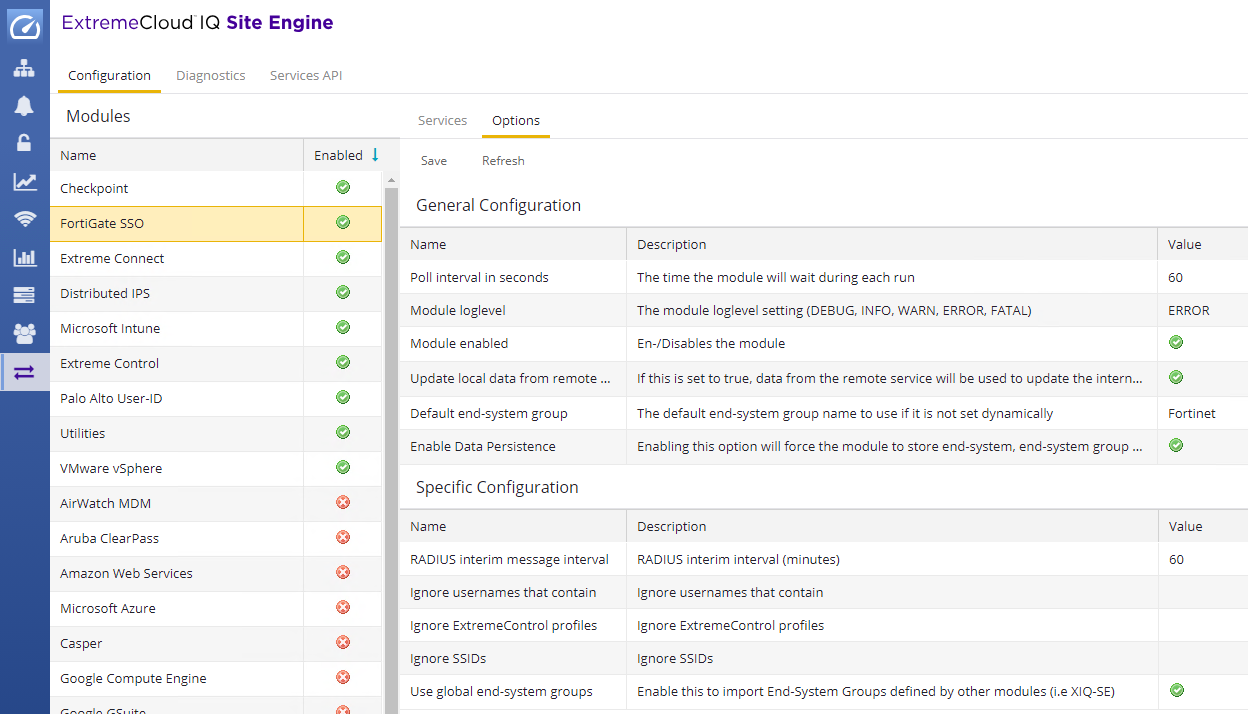 ExtremeCloud™ IQ Site Engine
Configuration Diagnostics Services API
Modules
Name Enabled
Checkpoint
FortiGate SSO
Extreme Connect
Distributed IPS
Microsoft Intune
Extreme Control
Palo Alto User-ID
Utilities
VMware vSphere
AirWatch MDM
Aruba ClearPass
Amazon Web Services
Microsoft Azure
Casper
Google Compute Engine
Google GSuite
Services Options
Save Refresh
General Configuration
Name Description Value
Poll interval in seconds The time the module will wait during each run 60
Module loglevel The module loglevel setting (DEBUG, INFO, WARN, ERROR, FATAL) ERROR
Module enabled En-/Disables the module
Update local data from remote ... If this is set to true, data from the remote service will be used to update the intern...
Default end-system group The default end-system group name to use if it is not set dynamically Fortinet
Enable Data Persistence Enabling this option will force the module to store end-system, end-system group ...
Specific Configuration
Name Description Value
RADIUS interim message interval RADIUS interim interval (minutes) 60
Ignore usernames that contain Ignore usernames that contain
Ignore ExtremeControl profiles Ignore ExtremeControl profiles
Ignore SSIDs Ignore SSIDs
Use global end-system groups Enable this to import End-System Groups defined by other modules (i.e XIQ-SE)